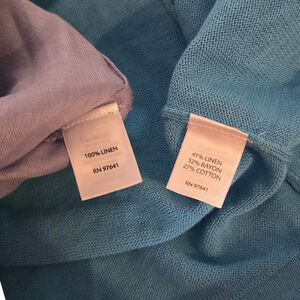 100% LINEN
RN 97641
41% LINEN
32% RAYON
27% COTTON
RN 97641